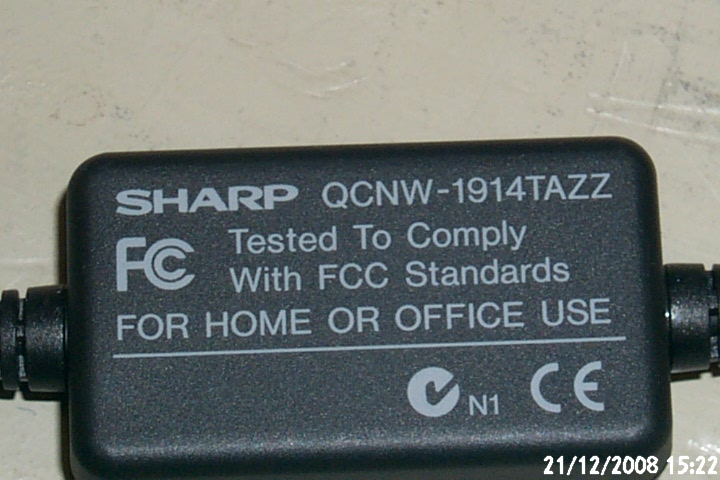 SHARP QCNW-1914TAZZ
FC Tested To Comply
With FCC Standards
FOR HOME OR OFFICE USE
N1 CE
21/12/2008 15:22